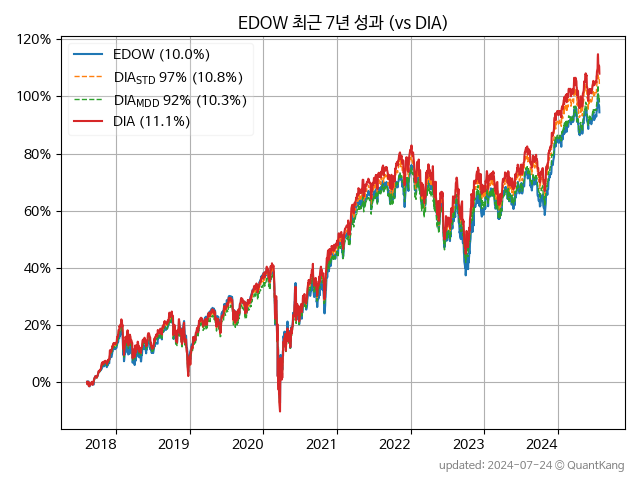 EDOW 최근 7년 성과 (vs DIA)
EDOW (10.0%)
DIA_STD 97% (10.8%)
DIA_MDD 92% (10.3%)
DIA (11.1%)
120%
100%
80%
60%
40%
20%
0%
2018 2019 2020 2021 2022 2023 2024
updated: 2024-07-24 © QuantKang